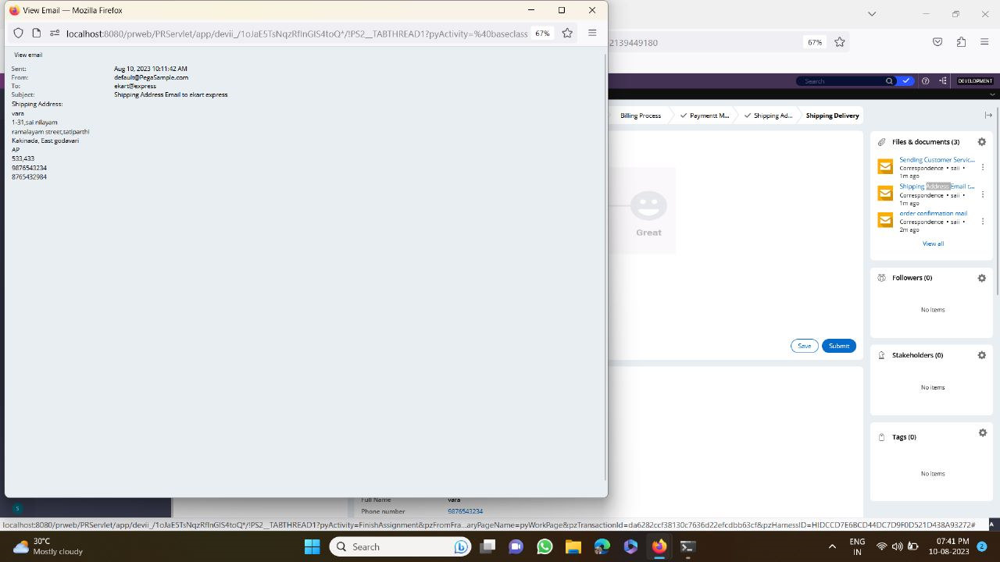 View Email — Mozilla Firefox
localhost:8080/prweb/PRServlet/app/devii_/1oJaE5TsNqzRfInGIS4toQ*/!PS2__TABTHREAD1?pyActivity=%40baseclass 67%
View email
Sent: Aug 10, 2023 10:11:42 AM
From: default@PegaSample.com
To: ekart@express
Subject: Shipping Address Email to ekart express
Shipping Address:
vara
1-31,sai nilayam
ramalayam street,tatiparthi
Kakinada, East godavari
AP
533,433
9876543234
8765432984
2139449180 67%
Search DEVELOPMENT
Billing Process Paymentt M... Shipping Ad... Shipping Delivery
Great
Save Submit
Files & documents (3)
Sending Customer Servic...
Correspondence • saii •
1m ago
Shipping Address Email t...
Correspondence • saii •
1m ago
order confirmation mail
Correspondence • saii •
2m ago
View all
Followers (0)
No items
Stakeholders (0)
No items
Tags (0)
No items
S
Full Name vara
Phone number 9876543234
localhost:8080/prweb/PRServlet/app/devii_/1oJaE5TsNqzRfInGIS4toQ*/!PS2__TABTHREAD1?pyActivity=FinishAssignment&pzFromFra...aryPageName=pyWorkPage&pzTransactionId=da6282ccf38130c7636d22efcdbb63cf&pzHarnessID=HIDCCD7E6BCD44DC7D9F0D521D438A93272#
A
30°C
Mostly cloudy
Search
ENG
IN
07:41 PM
10-08-2023
2